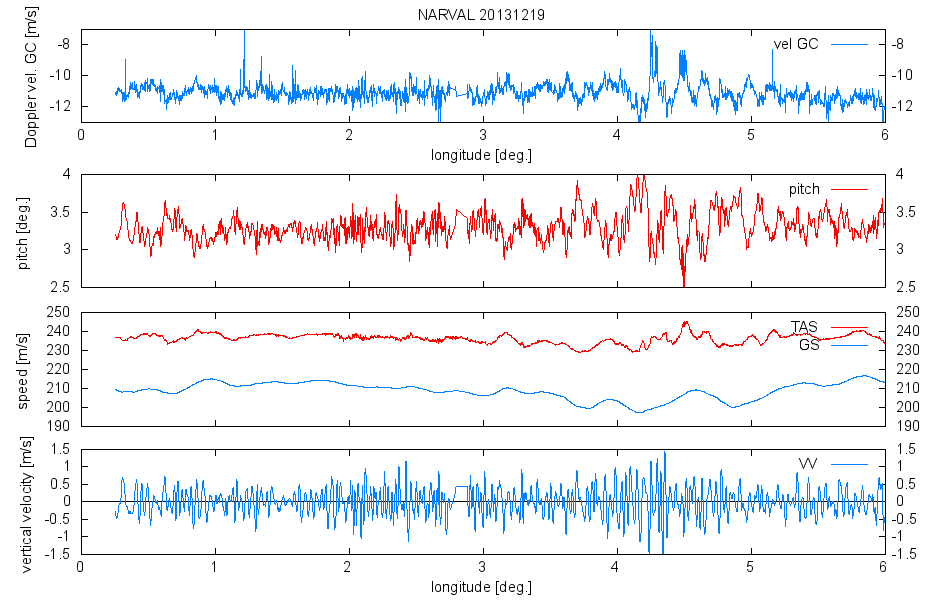 NARVAL 20131219
Doppler vel. GC [m/s]
-8 vel GC -8
-10 -10
-12 -12
0 1 2 3 4 5 6
longitude [deg.]
pitch [deg.]
4 pitch 4
3.5 3.5
3 3
2.5 2.5
speed [m/s]
250 250
240 TAS 240
230 GS 230
220 220
210 210
200 200
190 190
vertical velocity [m/s]
1.5 1.5
1 VV 1
0.5 0.5
0 0
-0.5 -0.5
-1 -1
-1.5 -1.5
0 1 2 3 4 5 6
longitude [deg.]